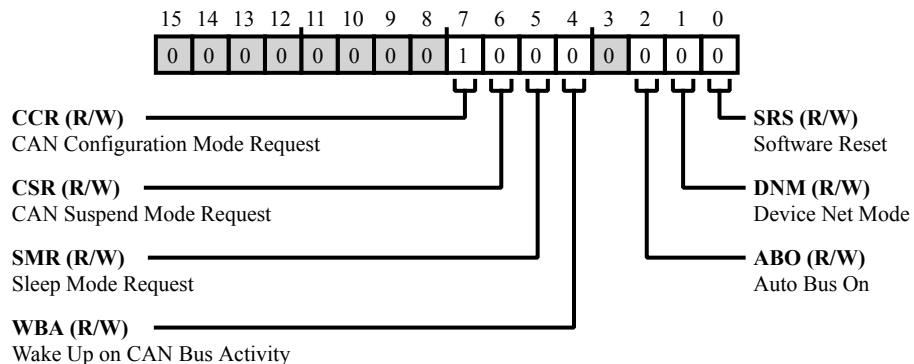 15 14 13 12 11 10 9 8 7 6 5 4 3 2 1 0
0 0 0 0 0 0 0 0 1 0 0 0 0 0 0 0
CCR (R/W)
CAN Configuration Mode Request
CSR (R/W)
CAN Suspend Mode Request
SMR (R/W)
Sleep Mode Request
WBA (R/W)
Wake Up on CAN Bus Activity
SRS (R/W)
Software Reset
DNM (R/W)
Device Net Mode
ABO (R/W)
Auto Bus On